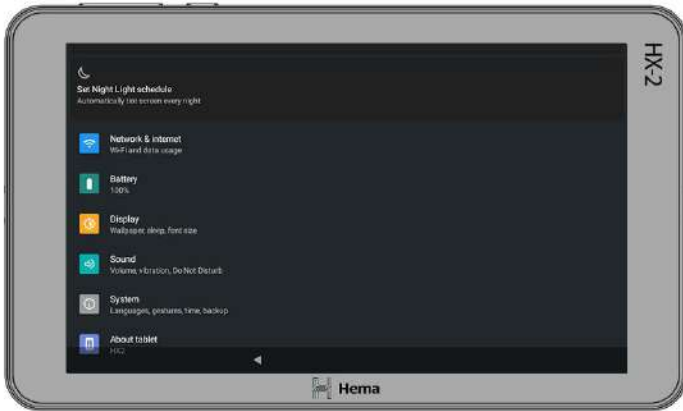 HX-2
Set Night Light schedule
Automatically tint screen every night
Network & internet
Wi-Fi and data usage
Battery
100%
Display
Wallpaper, sleep, font size
Sound
Volume, vibration, Do Not Disturb
System
Languages, gestures, time, backup
About tablet
HX2
Hema